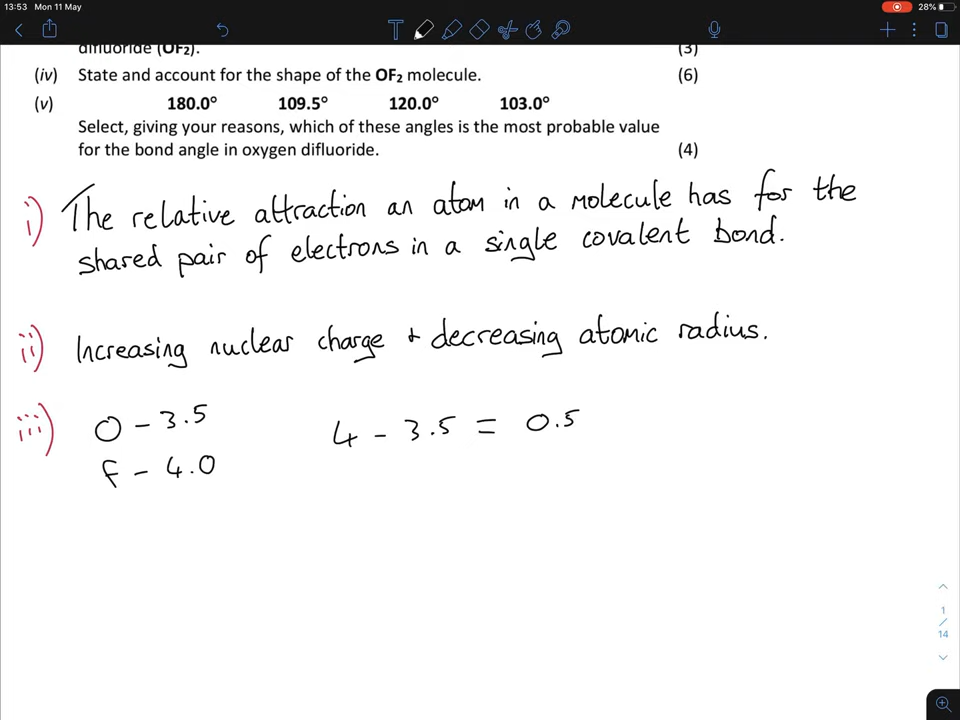 13:53 Mon 11 May
28%
difluoride (OF2).
(3)
(iv) State and account for the shape of the OF2 molecule. (6)
(v) 180.0° 109.5° 120.0° 103.0°
Select, giving your reasons, which of these angles is the most probable value
for the bond angle in oxygen difluoride. (4)
i) The relative attraction an atom in a molecule has for the
shared pair of electrons in a single covalent bond.
ii) Increasing nuclear charge + decreasing atomic radius.
iii) O - 3.5 4 - 3.5 = 0.5
F - 4.0
1
/
14